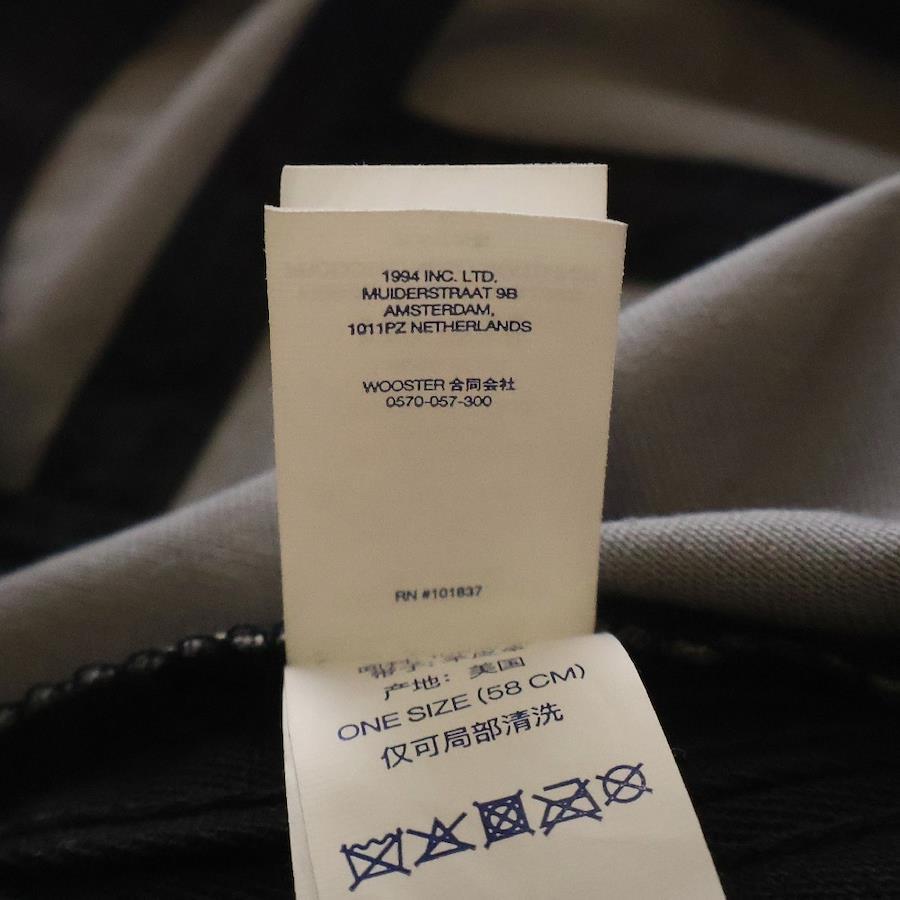 1994 INC. LTD,
MUIDERSTRAAT 9B
AMSTERDAM,
1011PZ NETHERLANDS
WOOSTER 合同会社
0570-057-300
RN #101837
产地: 美国
ONE SIZE (58 CM)
仅可局部清洗